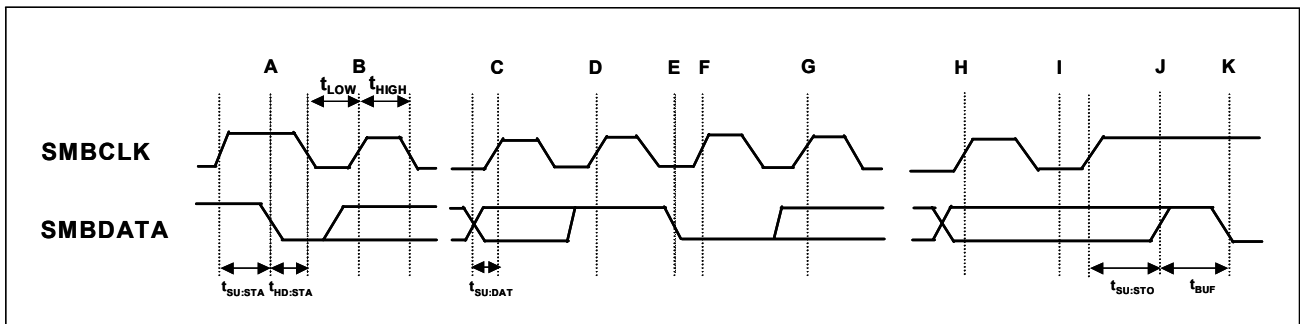 A B C D E F G H I J K
tLOW tHIGH
SMBCLK
SMBDATA
tSU:STA tHD:STA tSU:DAT tSU:STO tBUF